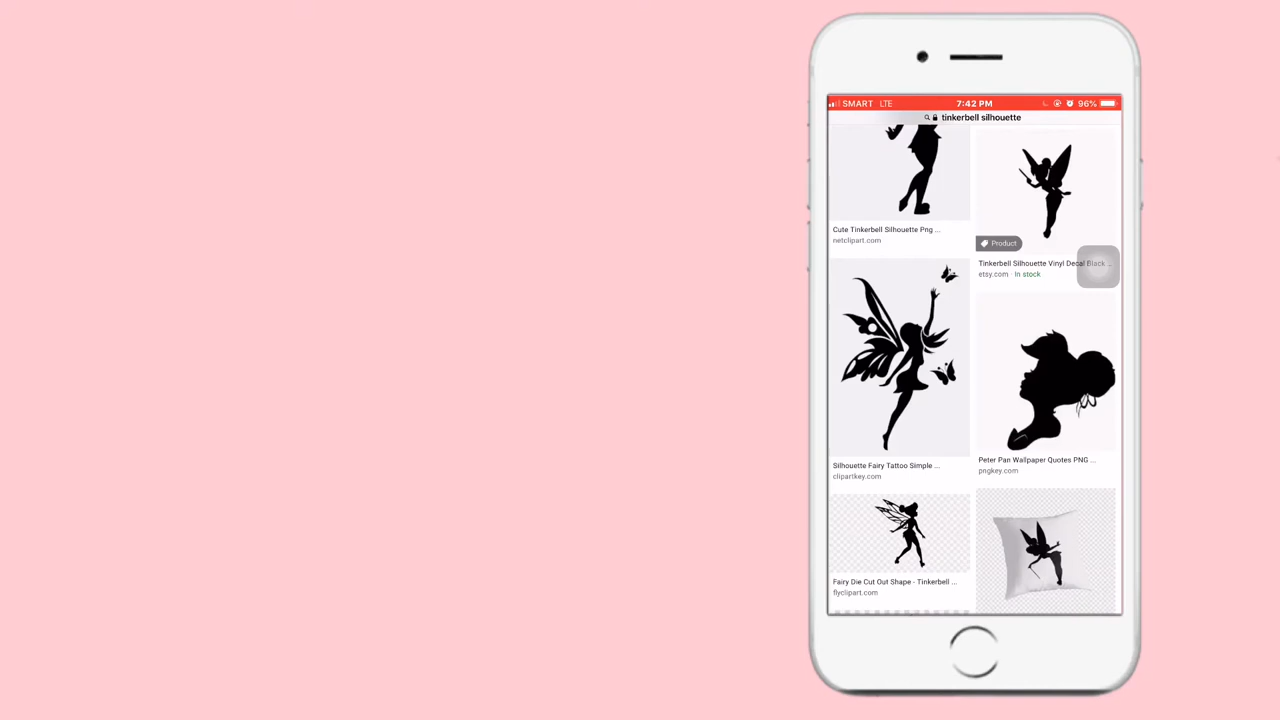 SMART LTE 7:42 PM 96%
tinkerbell silhouette
Cute Tinkerbell Silhouette Png ...
netclipart.com
Product
Tinkerbell Silhouette Vinyl Decal Black ...
etsy.com · In stock
Silhouette Fairy Tattoo Simple ...
clipartkey.com
Peter Pan Wallpaper Quotes PNG ...
pngkey.com
Fairy Die Cut Out Shape - Tinkerbell ...
flyclipart.com